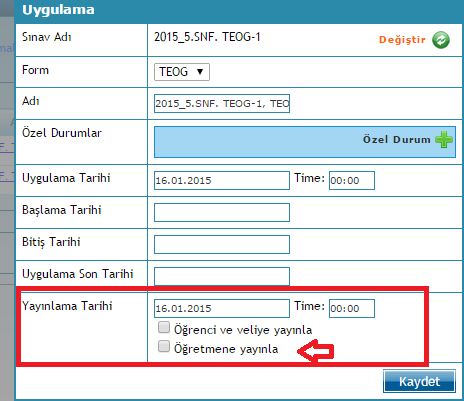 Uygulama
Sınav Adı 2015_5.SNF. TEOG-1 Değiştir
Form TEOG
Adı 2015_5.SNF. TEOG-1, TEO
Özel Durumlar Özel Durum
Uygulama Tarihi 16.01.2015 Time: 00:00
Başlama Tarihi
Bitiş Tarihi
Uygulama Son Tarihi
Yayınlama Tarihi 16.01.2015 Time: 00:00
Öğrenci ve veliye yayınla
Öğretmene yayınla
Kaydet